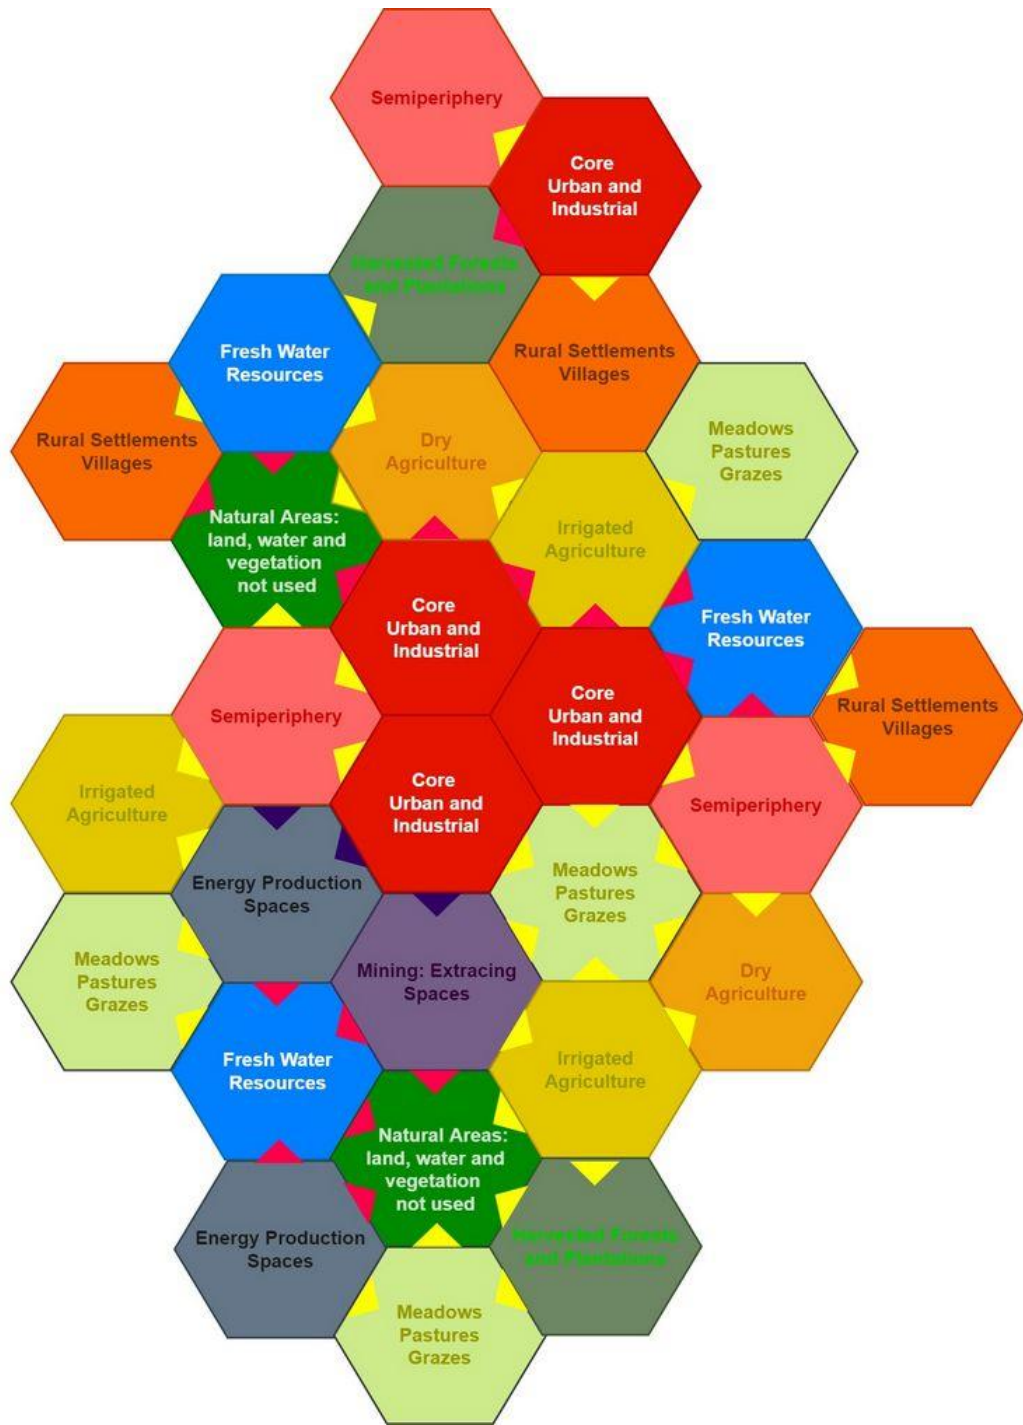 Semiperiphery
Core
Urban and
Industrial
Harvested Forests
and Plantations
Fresh Water
Resources
Rural Settlements
Villages
Rural Settlements
Villages
Dry
Agriculture
Meadows
Pastures
Grazes
Natural Areas:
land, water and
vegetation
not used
Irrigated
Agriculture
Core
Urban and
Industrial
Fresh Water
Resources
Semiperiphery
Core
Urban and
Industrial
Rural Settlements
Villages
Irrigated
Agriculture
Core
Urban and
Industrial
Semiperiphery
Energy Production
Spaces
Meadows
Pastures
Grazes
Meadows
Pastures
Grazes
Mining: Extracing
Spaces
Dry
Agriculture
Fresh Water
Resources
Irrigated
Agriculture
Natural Areas:
land, water and
vegetation
not used
Energy Production
Spaces
Harvested Forests
and Plantations
Meadows
Pastures
Grazes